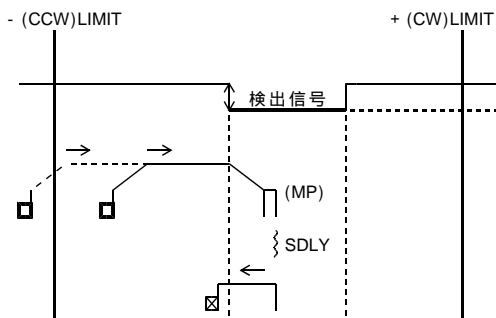 - (CCW)LIMIT
+ (CW)LIMIT
検出信号
(MP)
SDLY